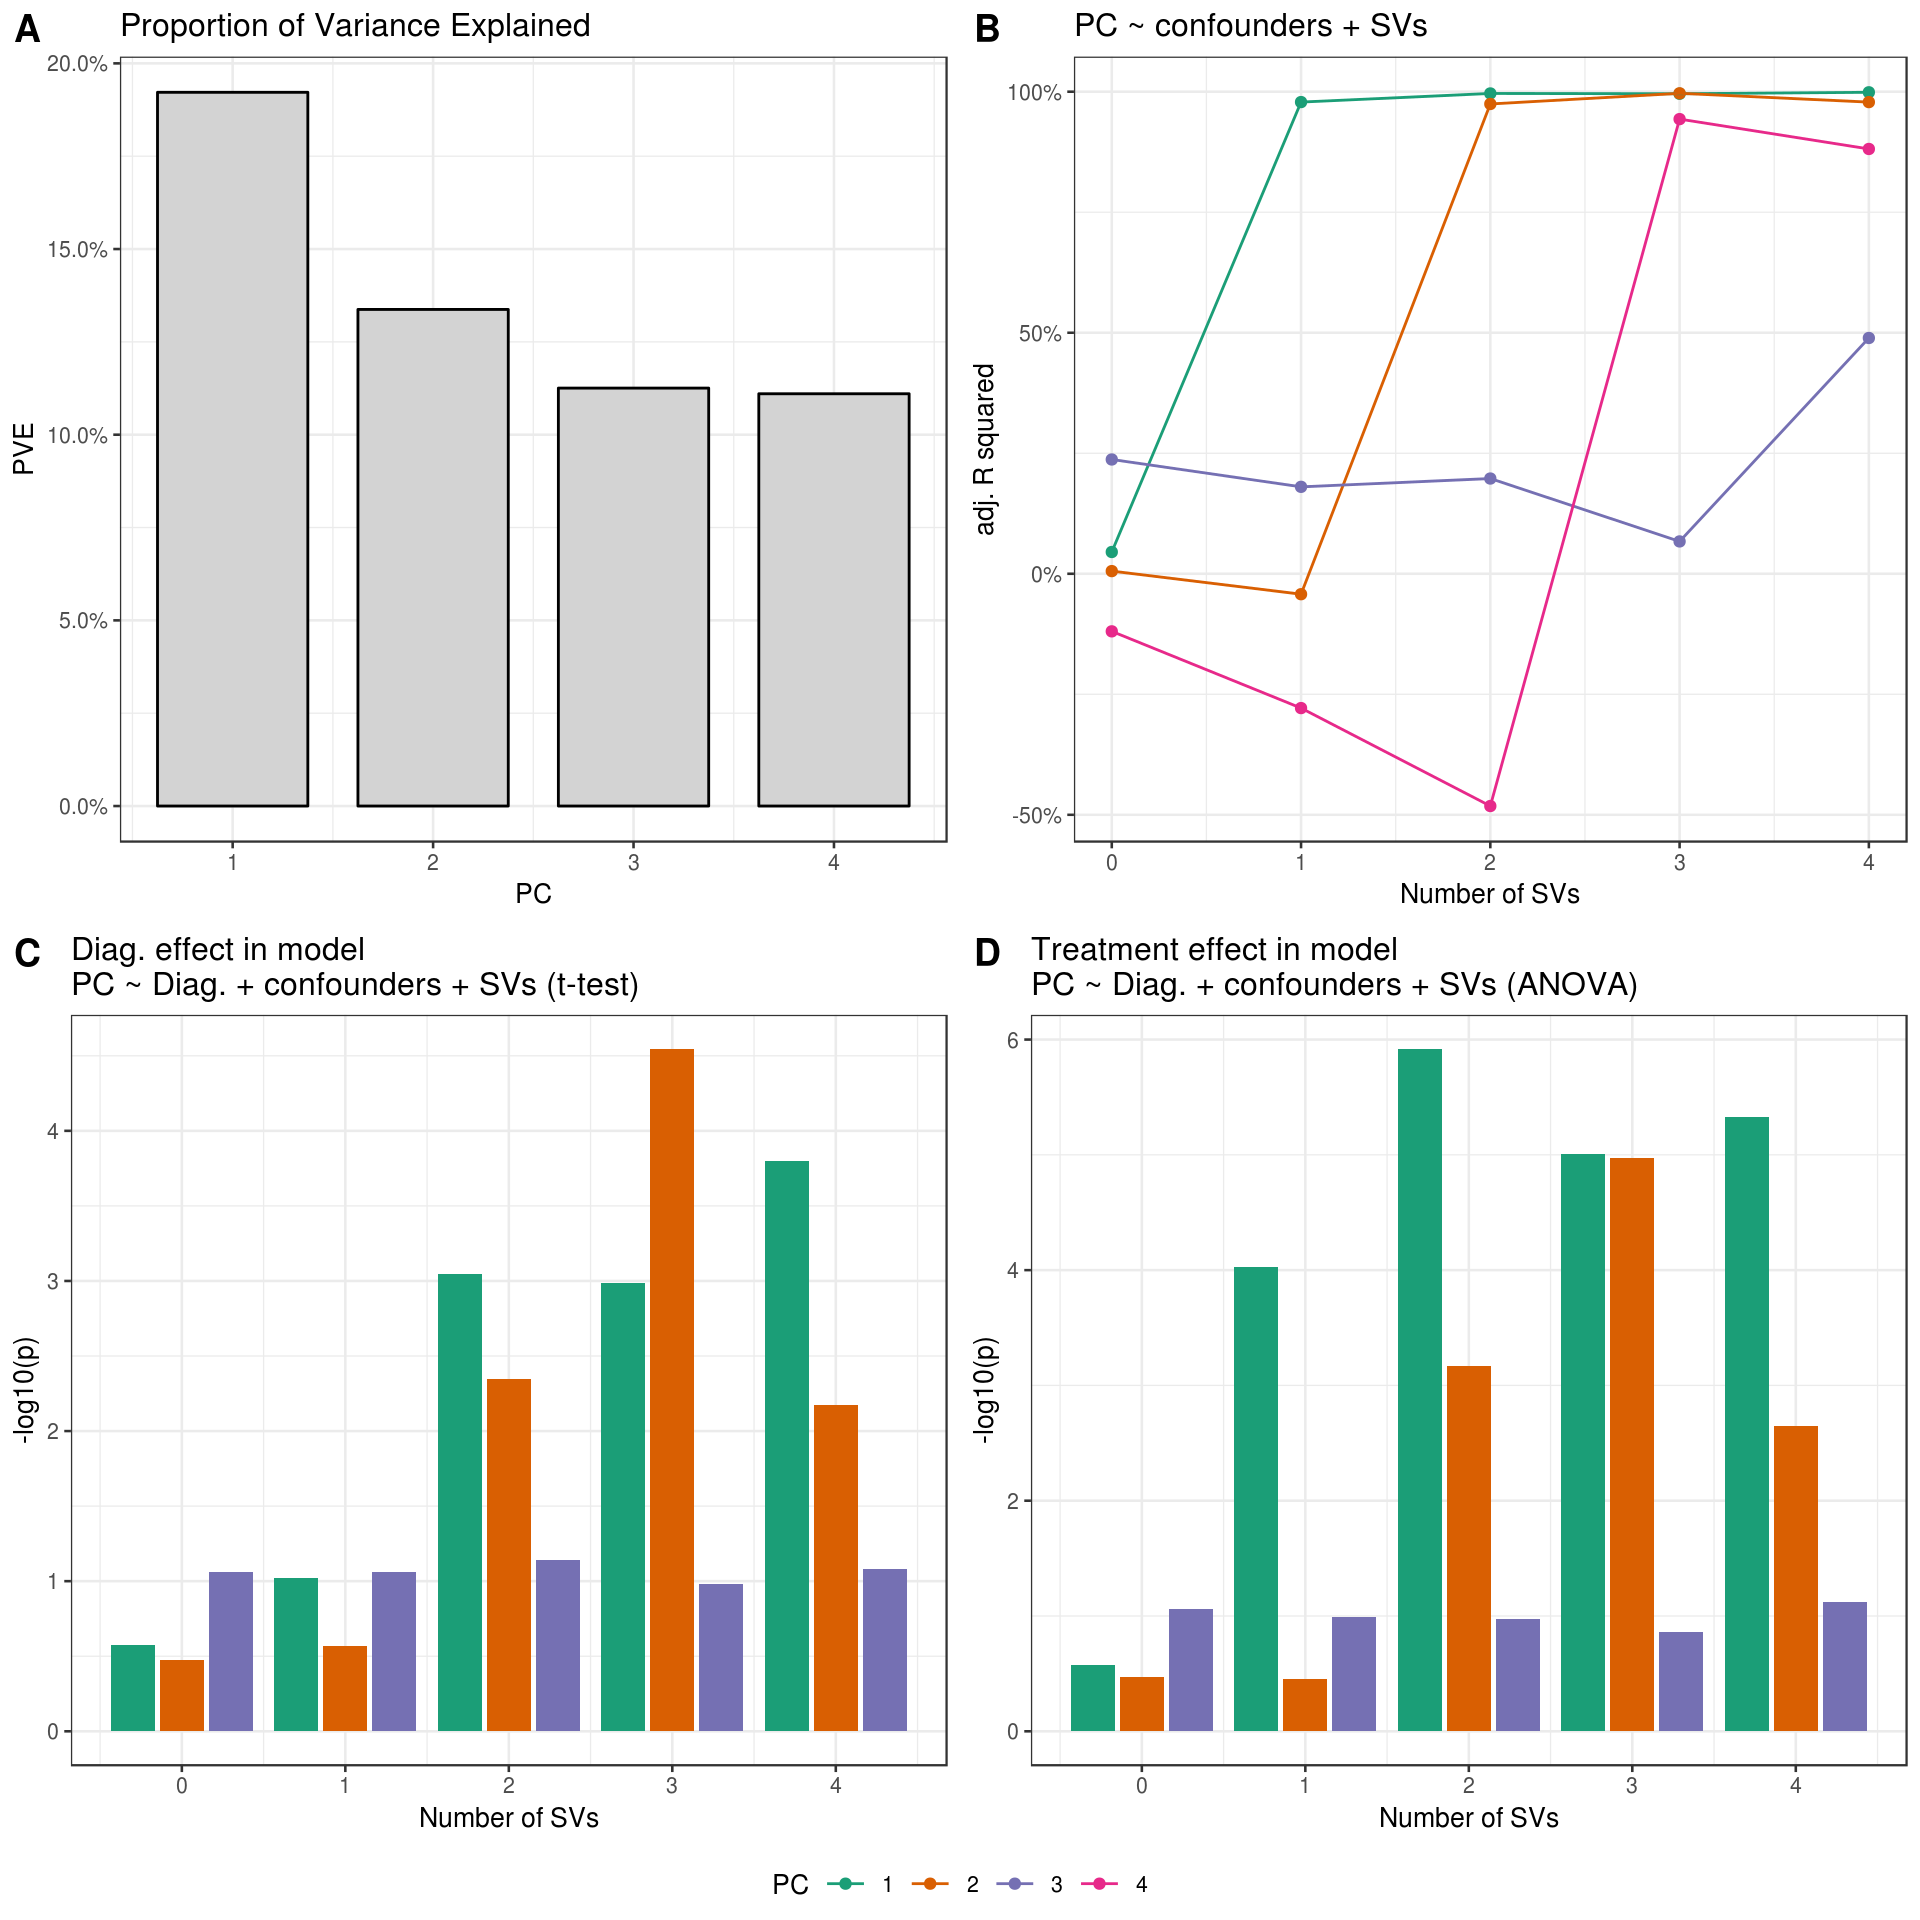 A Proportion of Variance Explained
20.0%
15.0%
10.0%
5.0%
0.0%
PVE
1 2 3 4
PC
B PC ~ confounders + SVs
100%
50%
0%
-50%
adj. R squared
0 1 2 3 4
Number of SVs
C Diag. effect in model
PC ~ Diag. + confounders + SVs (t-test)
4
3
2
1
0
-log10(p)
0 1 2 3 4
Number of SVs
D Treatment effect in model
PC ~ Diag. + confounders + SVs (ANOVA)
6
4
2
0
-log10(p)
0 1 2 3 4
Number of SVs
PC 1 2 3 4